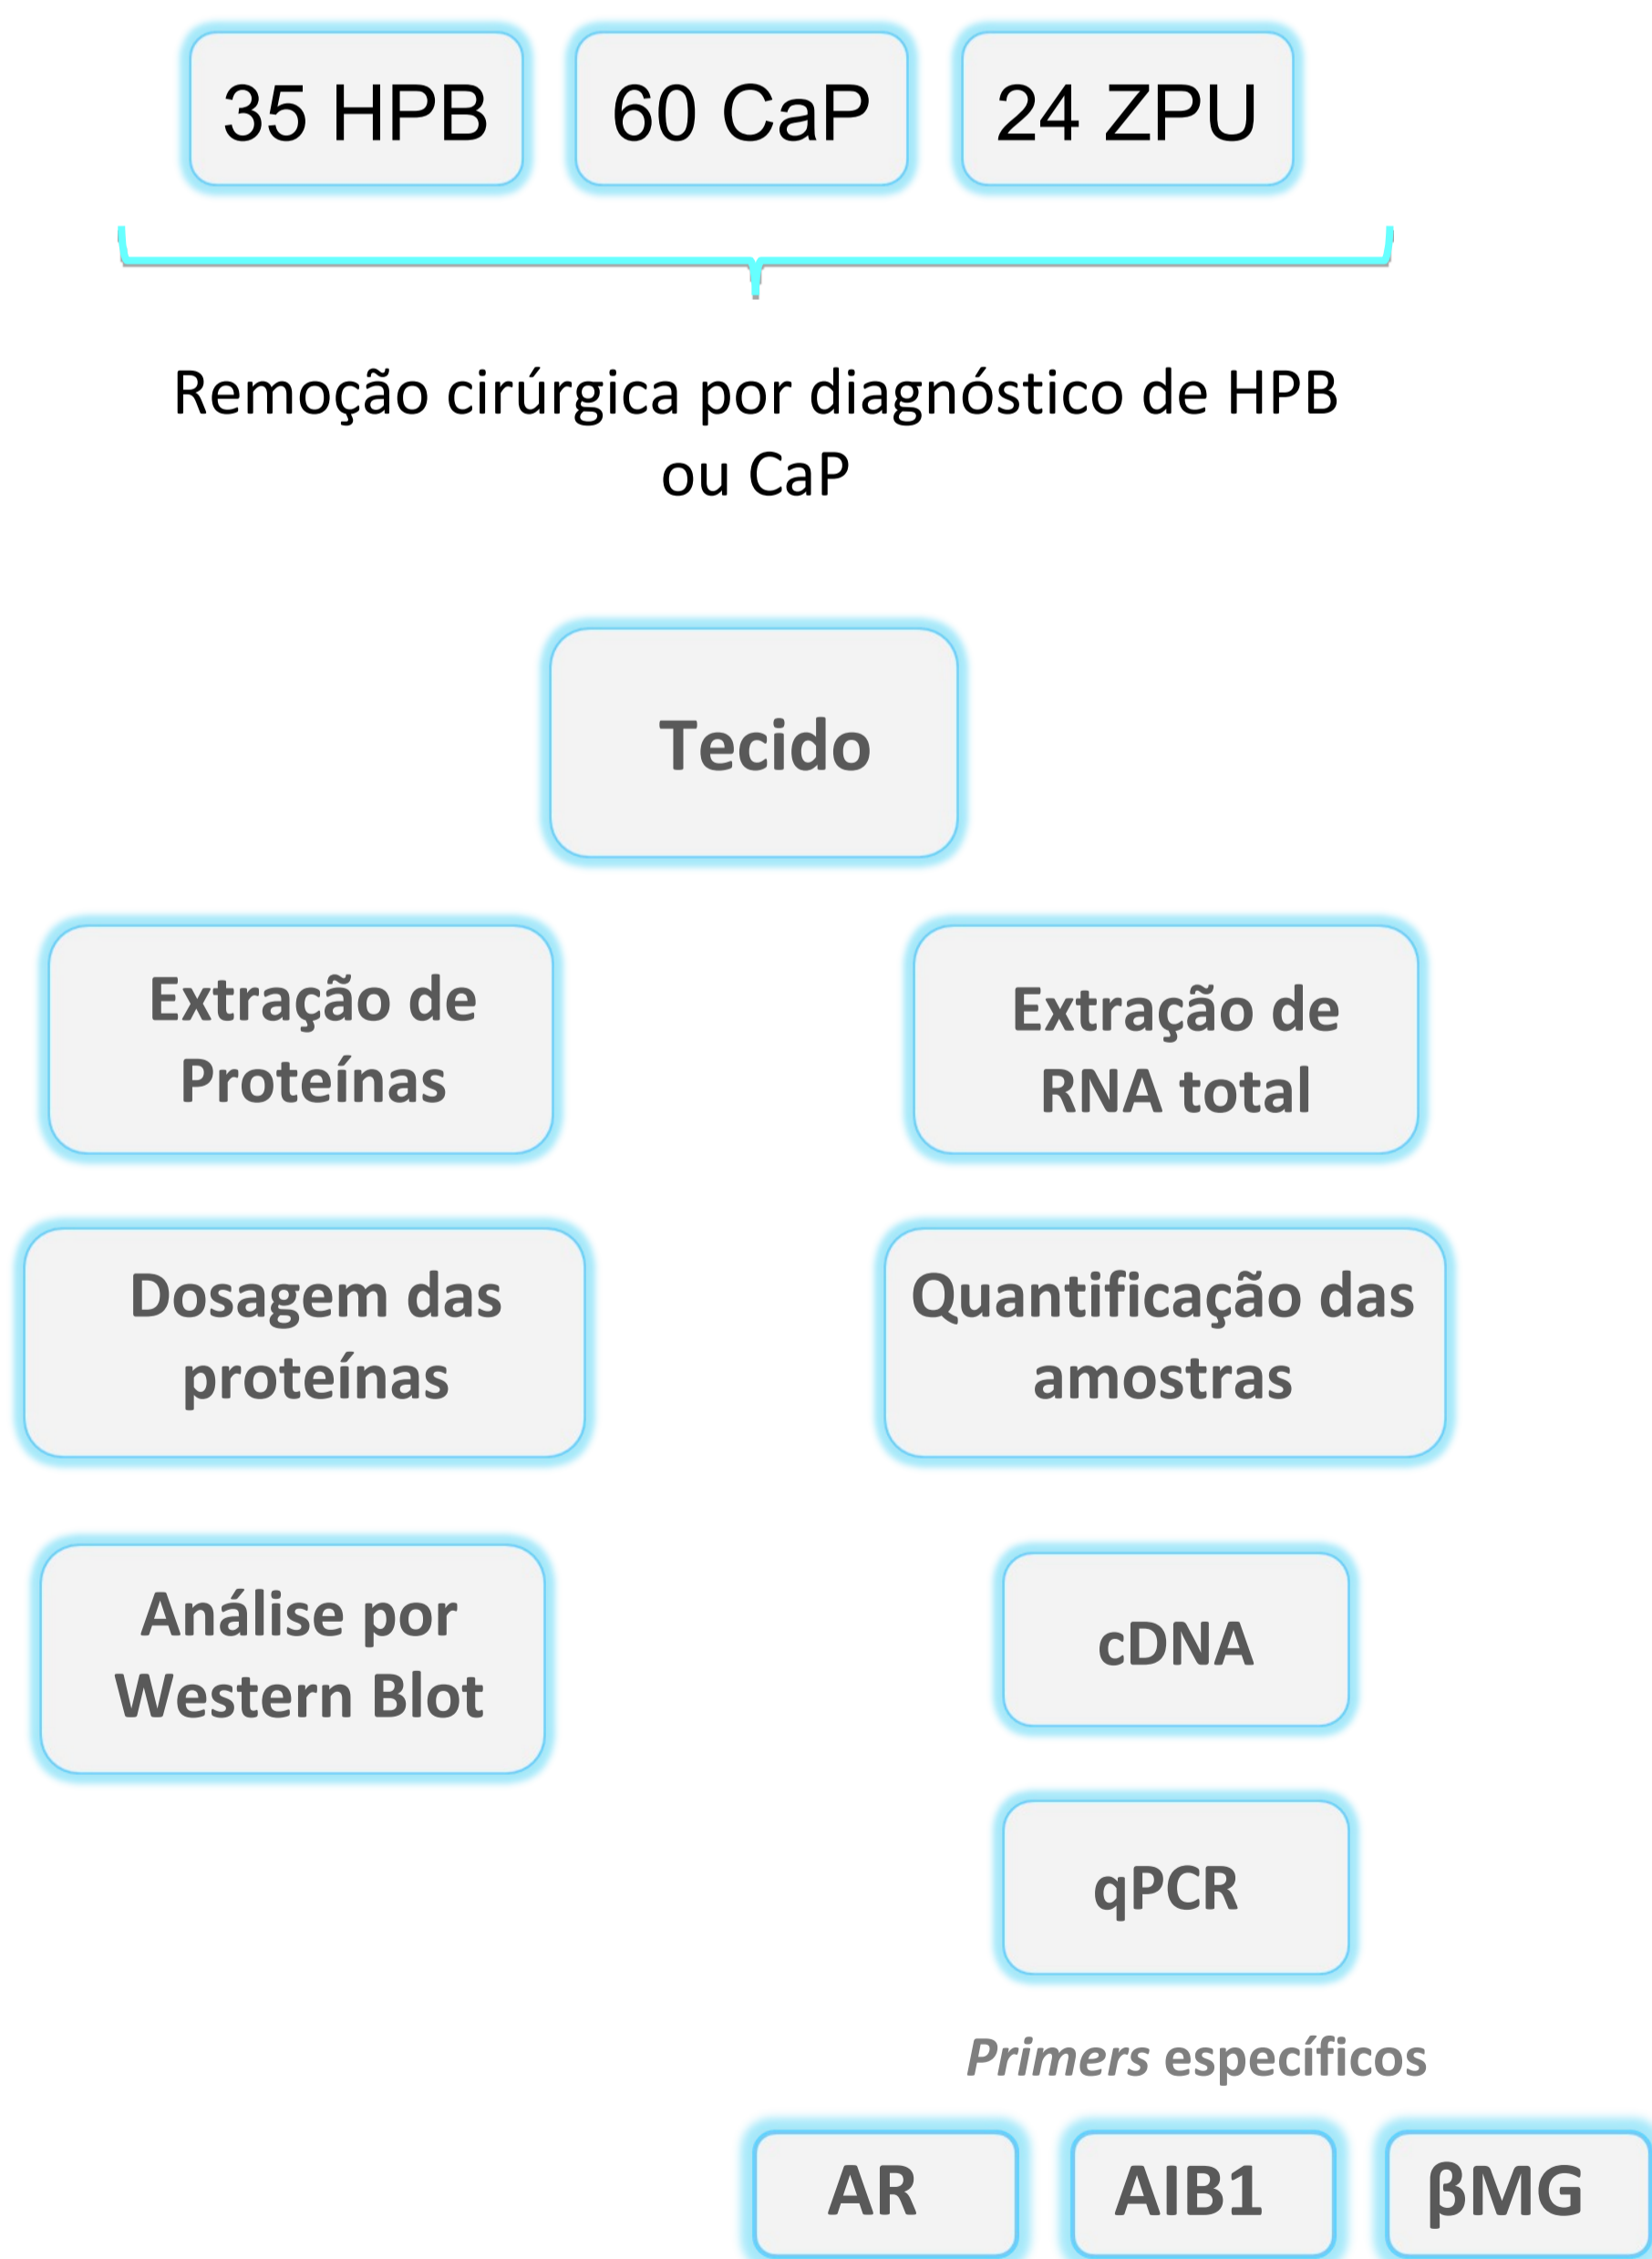 35 HPB
60 CaP
24 ZPU
Remoção cirúrgica por diagnóstico de HPB
ou CaP
Tecido
Extração de
Proteínas
Extração de
RNA total
Dosagem das
proteínas
Quantificação das
amostras
Análise por
Western Blot
cDNA
qPCR
Primers específicos
AR
AIB1
βMG